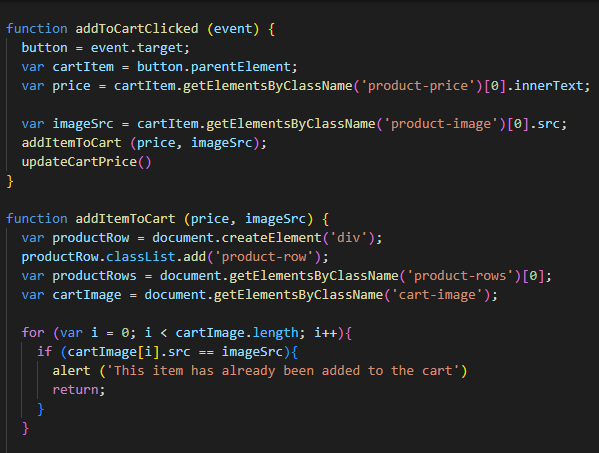 function addToCartClicked (event) {
  button = event.target;
  var cartItem = button.parentElement;
  var price = cartItem.getElementsByClassName('product-price')[0].innerText;

  var imageSrc = cartItem.getElementsByClassName('product-image')[0].src;
  addItemToCart (price, imageSrc);
  updateCartPrice()
}

function addItemToCart (price, imageSrc) {
  var productRow = document.createElement('div');
  productRow.classList.add('product-row');
  var productRows = document.getElementsByClassName('product-rows')[0];
  var cartImage = document.getElementsByClassName('cart-image');

  for (var i = 0; i < cartImage.length; i++){
    if (cartImage[i].src == imageSrc){
      alert ('This item has already been added to the cart')
      return;
    }
  }